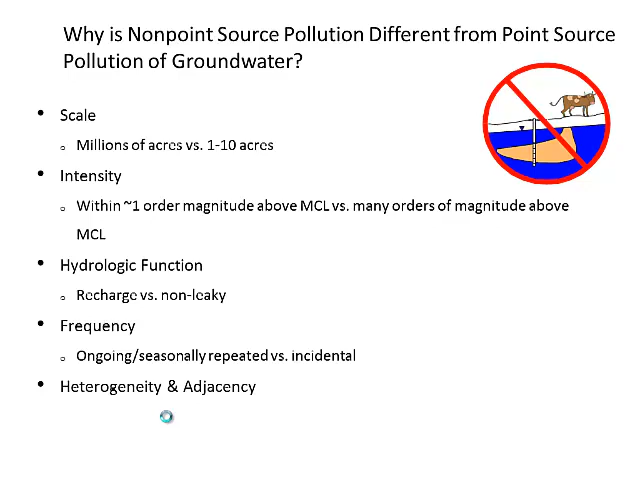 Why is Nonpoint Source Pollution Different from Point Source
Pollution of Groundwater?
• Scale
o Millions of acres vs. 1-10 acres
• Intensity
o Within ~1 order magnitude above MCL vs. many orders of magnitude above
MCL
• Hydrologic Function
o Recharge vs. non-leaky
• Frequency
o Ongoing/seasonally repeated vs. incidental
• Heterogeneity & Adjacency